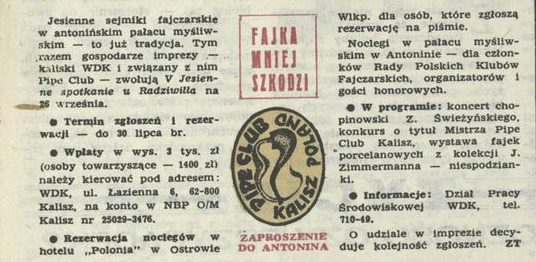 Jesienne sejmiki fajczarskie
w antonińskim pałacu myśliw-
skim — to już tradycja. Tym
razem gospodarze imprezy —
kaliski WDK i związany z nim
Pipe Club — zwołują V Jesien-
ne spotkanie u Radziwiłła na
26 września.
● Termin zgłoszeń i rezer-
wacji — do 30 lipca br.
● Wpłaty w wys. 3 tys. zł
(osoby towarzyszące — 1400 zł)
należy kierować pod adresem:
WDK, ul. Łazienna 6, 62-800
Kalisz, na konto w NBP O/M
Kalisz nr 25029-3476.
● Rezerwacja noclegów w
hotelu „Polonia" w Ostrowie
FAJKA
MNIEJ
SZKODZI
PIPE CLUB
POLAND
KALISZ
ZAPROSZENIE
DO ANTONINA
Wlkp. dla osób, które zgłoszą
rezerwację na piśmie.
Noclegi w pałacu myśliw-
skim w Antoninie — dla człon-
ków Rady Polskich Klubów
Fajczarskich, organizatorów i
gości honorowych.
● W programie: koncert cho-
pinowski Z. Świeżyńskiego,
konkurs o tytuł Mistrza Pipe
Club Kalisz, wystawa fajek
porcelanowych z kolekcji J.
Zimmermanna — niespodzian-
ki.
● Informacje: Dział Pracy
Środowiskowej WDK, tel.
710-49.
O udziale w imprezie decy-
duje kolejność zgłoszeń. ZT